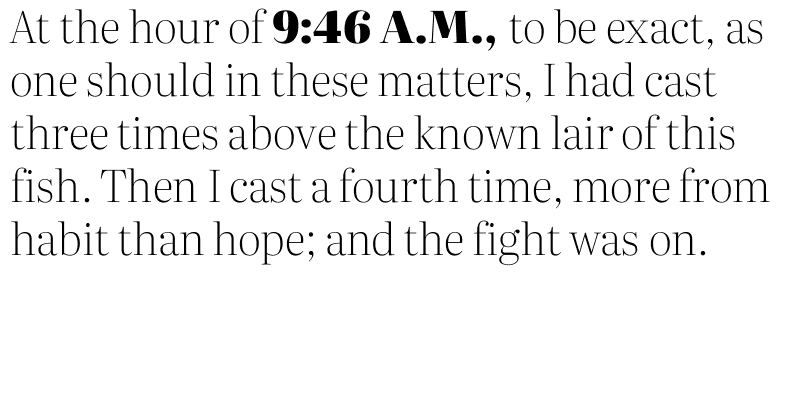 At the hour of 9:46 A.M., to be exact, as
one should in these matters, I had cast
three times above the known lair of this
fish. Then I cast a fourth time, more from
habit than hope; and the fight was on.